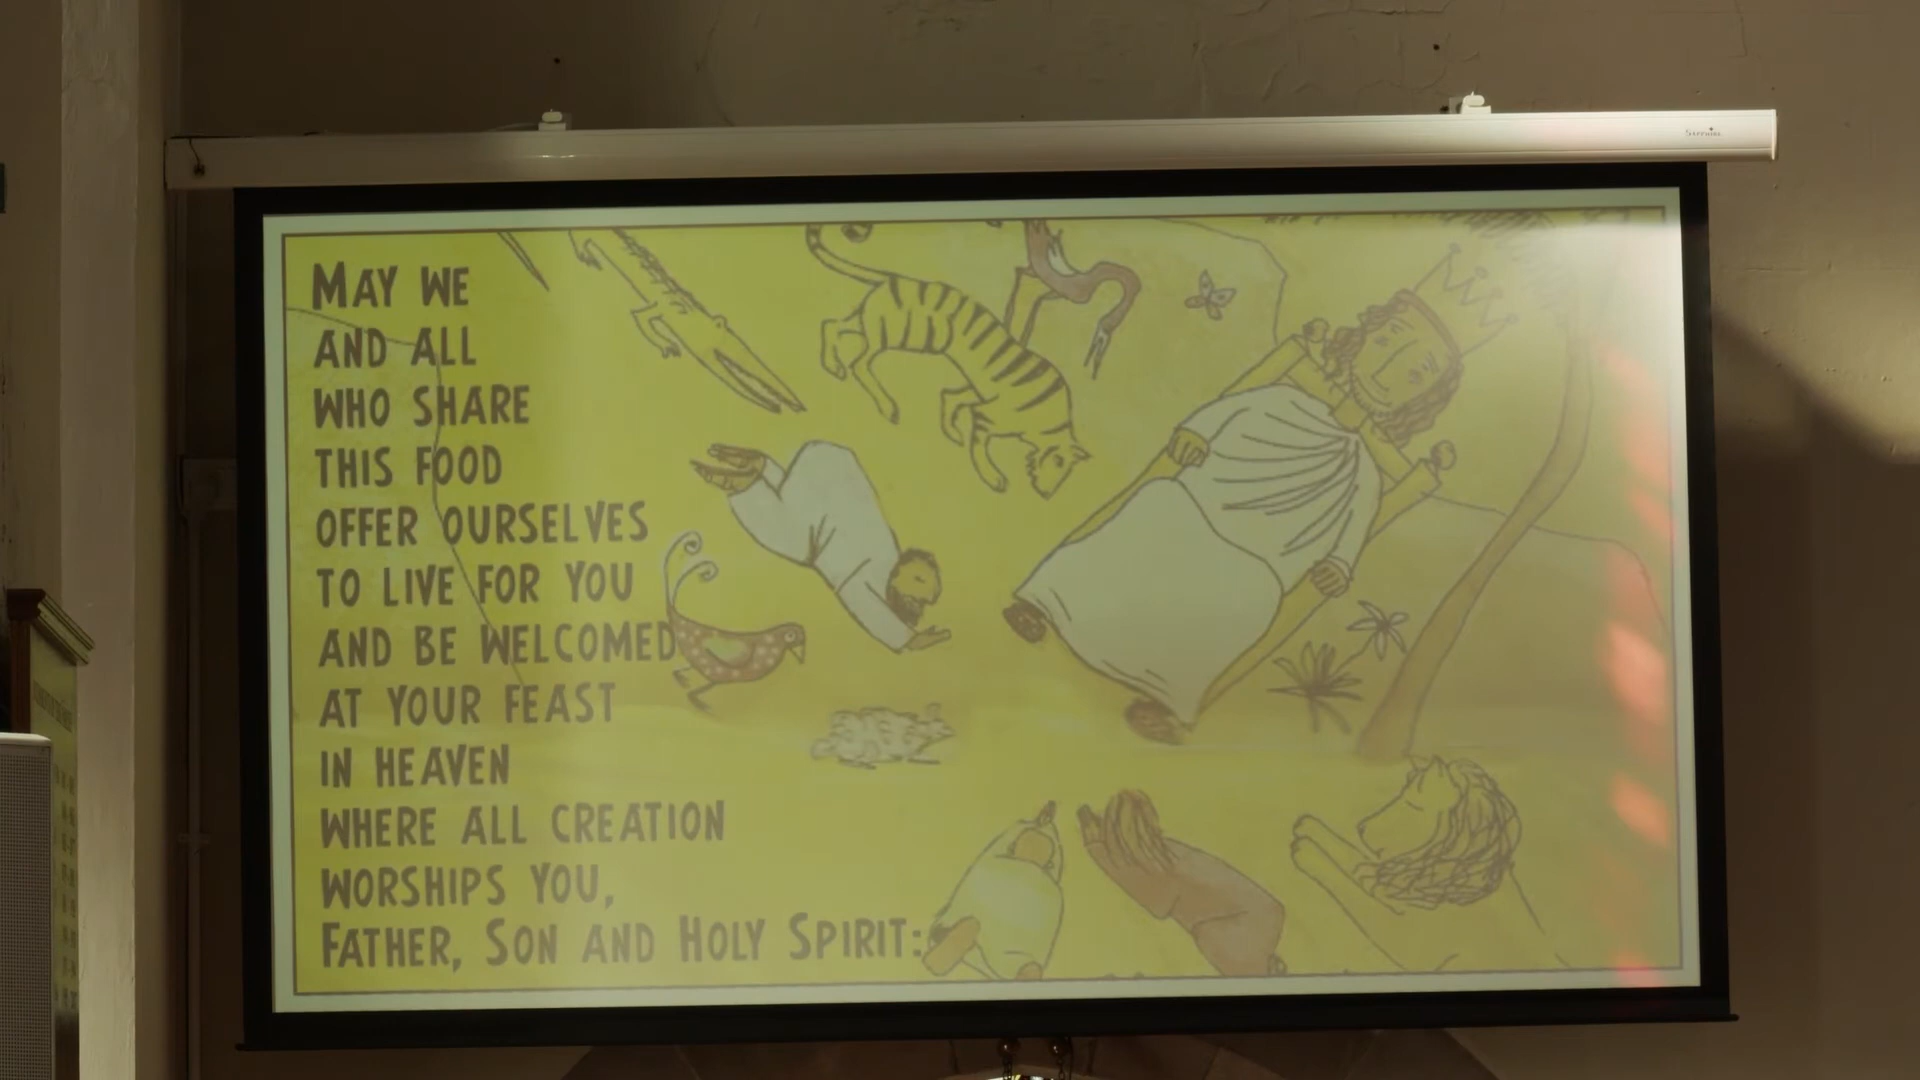 May we
and all
who share
this food
offer ourselves
to live for you
and be welcomed
at your feast
in heaven
where all creation
worships you,
Father, Son and Holy Spirit: